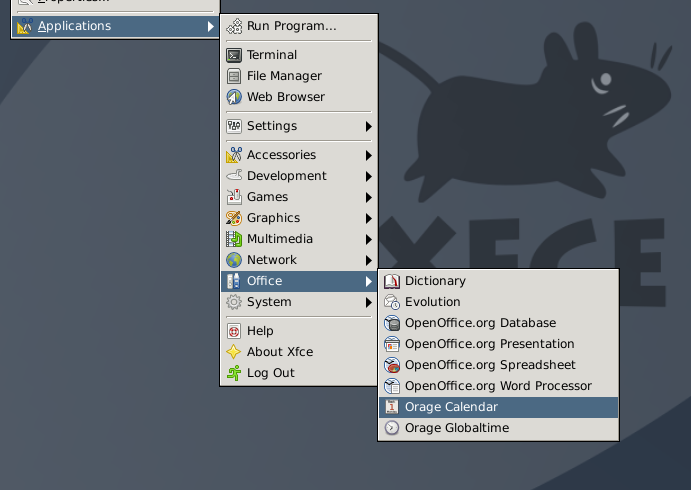 Properties...
Applications
Run Program...
Terminal
File Manager
Web Browser
Settings
Accessories
Development
Games
Graphics
Multimedia
Network
Office
System
Help
About Xfce
Log Out
Dictionary
Evolution
OpenOffice.org Database
OpenOffice.org Presentation
OpenOffice.org Spreadsheet
OpenOffice.org Word Processor
Orage Calendar
Orage Globaltime
XFCE